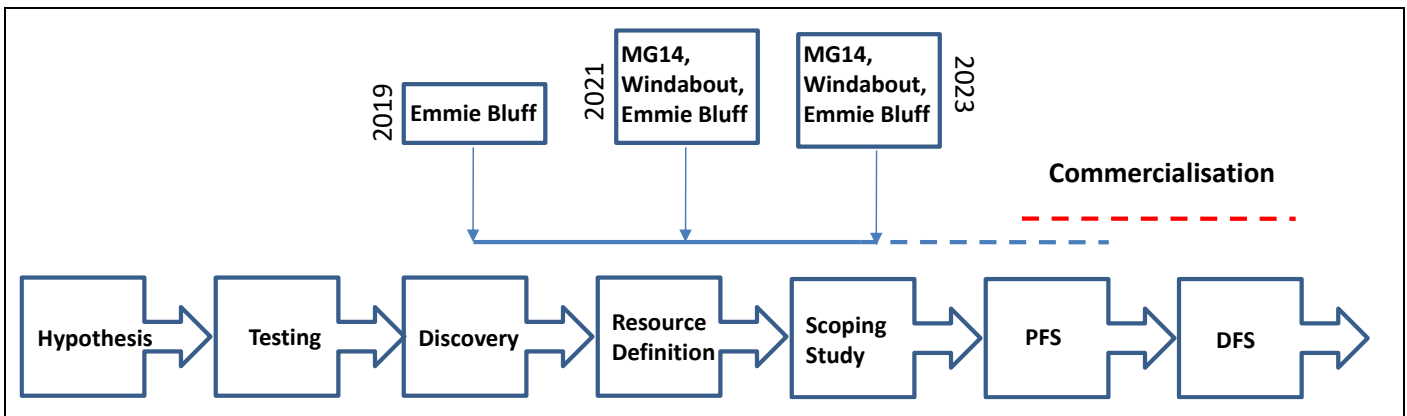 2019
Emmie Bluff
2021
MG14,
Windabout,
Emmie Bluff
MG14,
Windabout,
Emmie Bluff
2023
Commercialisation
Hypothesis
Testing
Discovery
Resource
Definition
Scoping
Study
PFS
DFS